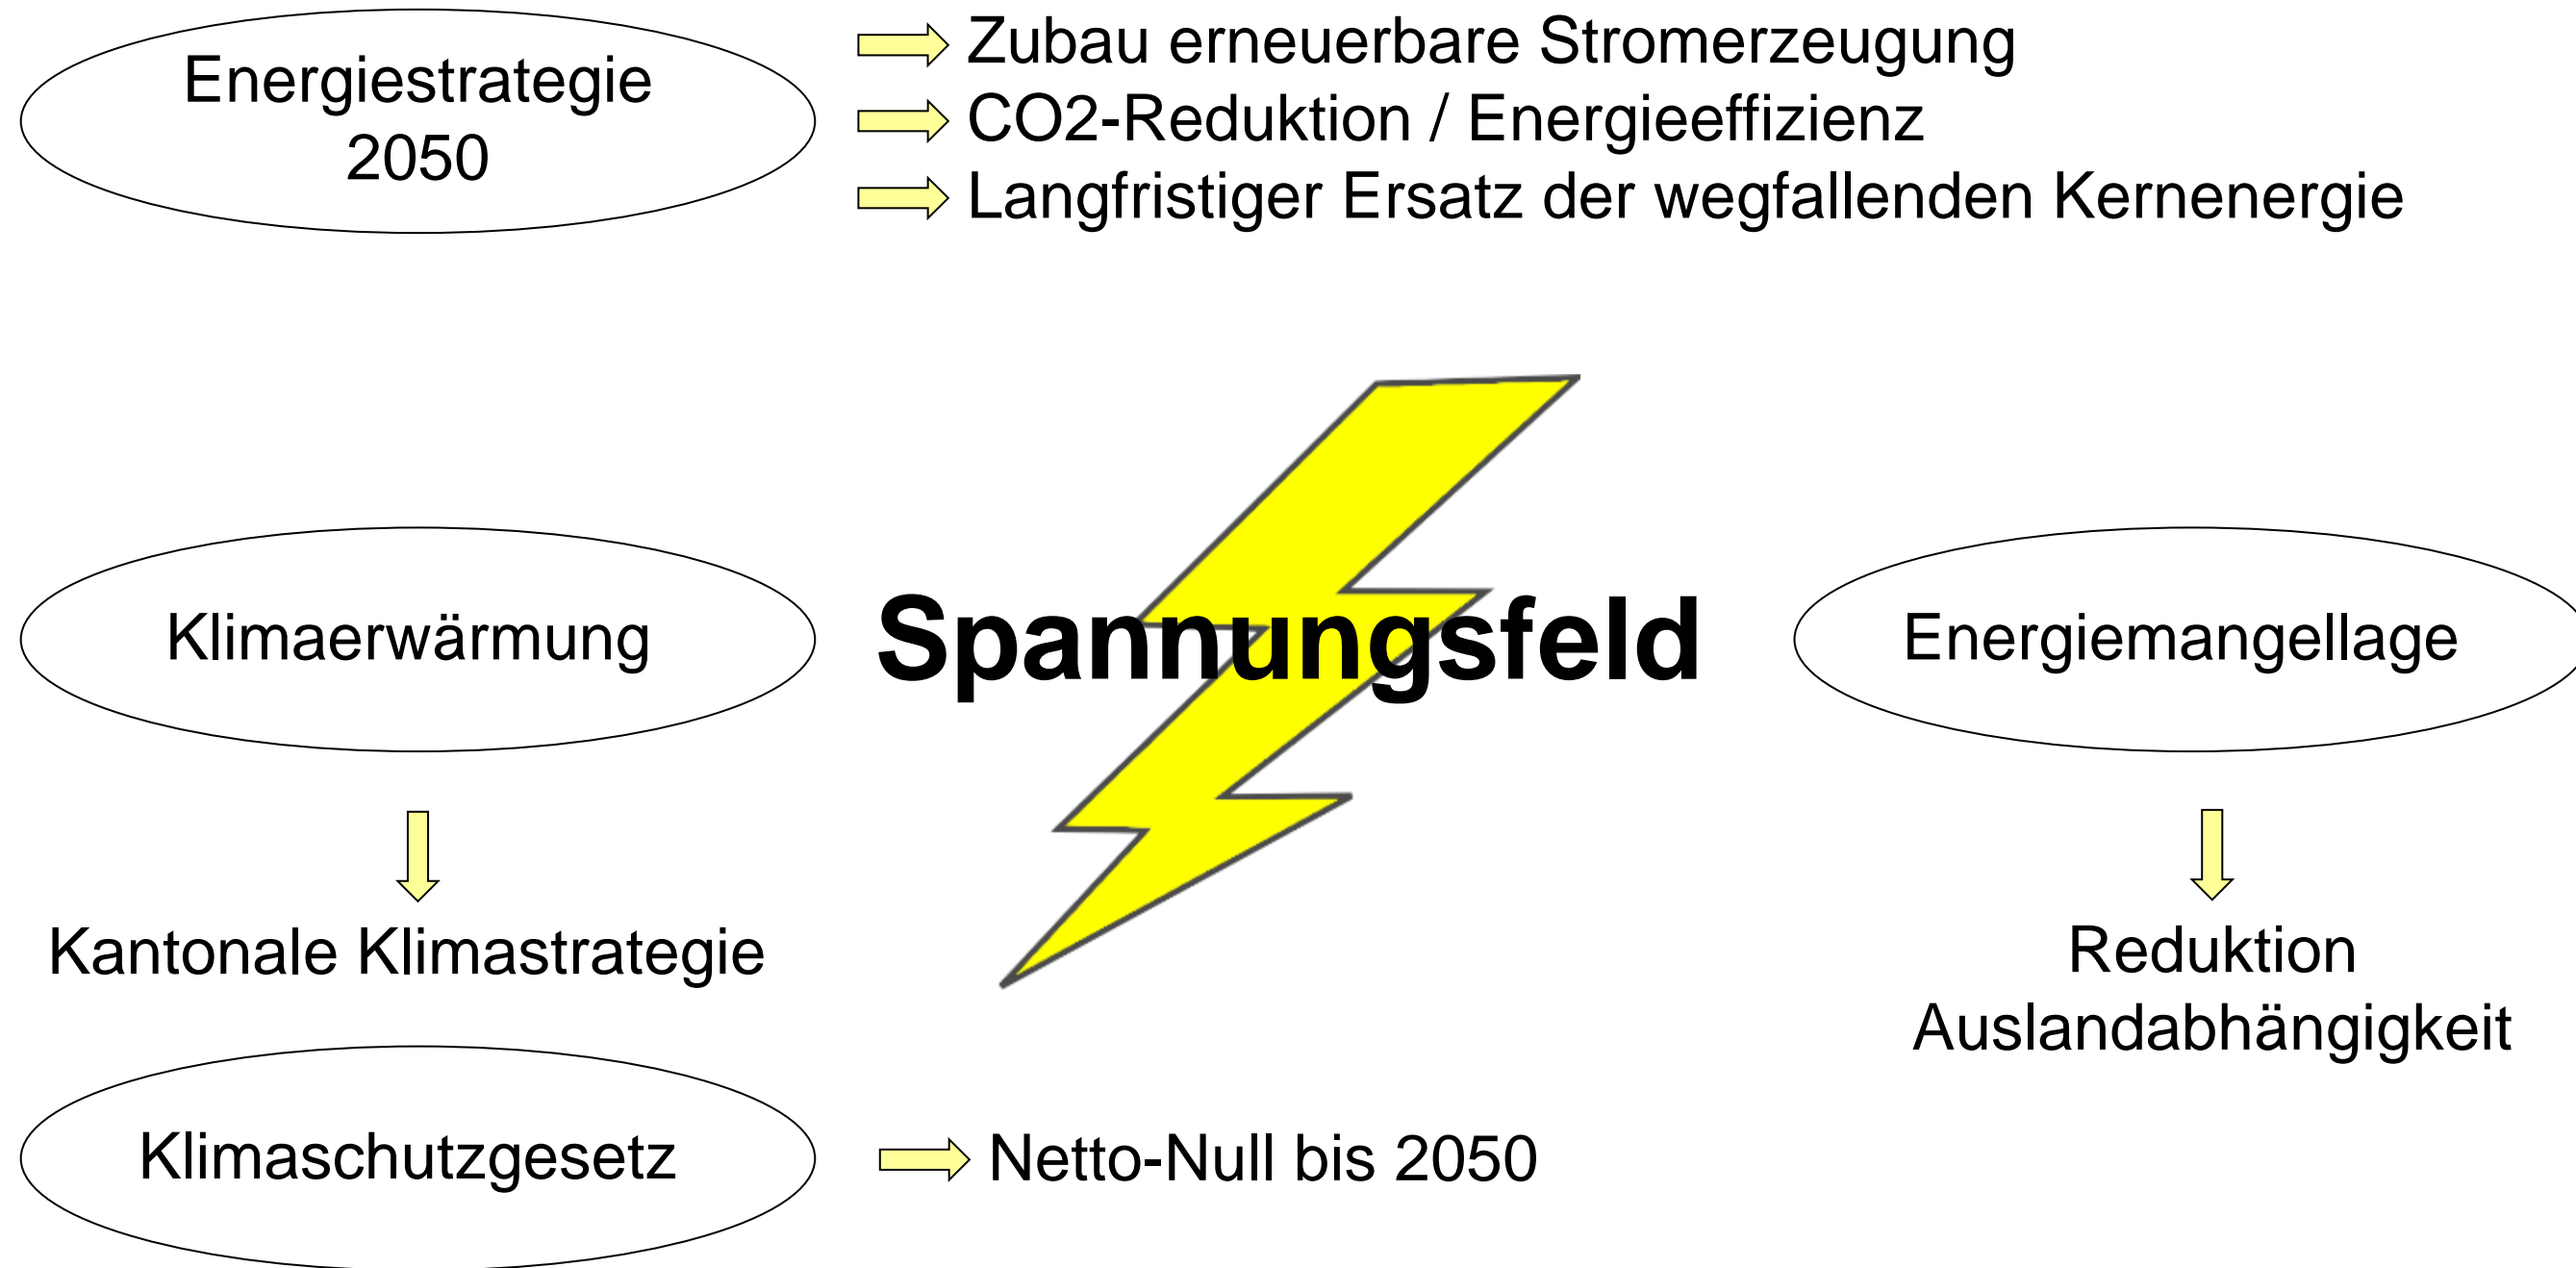 Energiestrategie
2050
Zubau erneuerbare Stromerzeugung
CO2-Reduktion / Energieeffizienz
Langfristiger Ersatz der wegfallenden Kernenergie
Klimaerwärmung
Spannungsfeld
Energiemangellage
Kantonale Klimastrategie
Reduktion
Auslandabhängigkeit
Klimaschutzgesetz
Netto-Null bis 2050